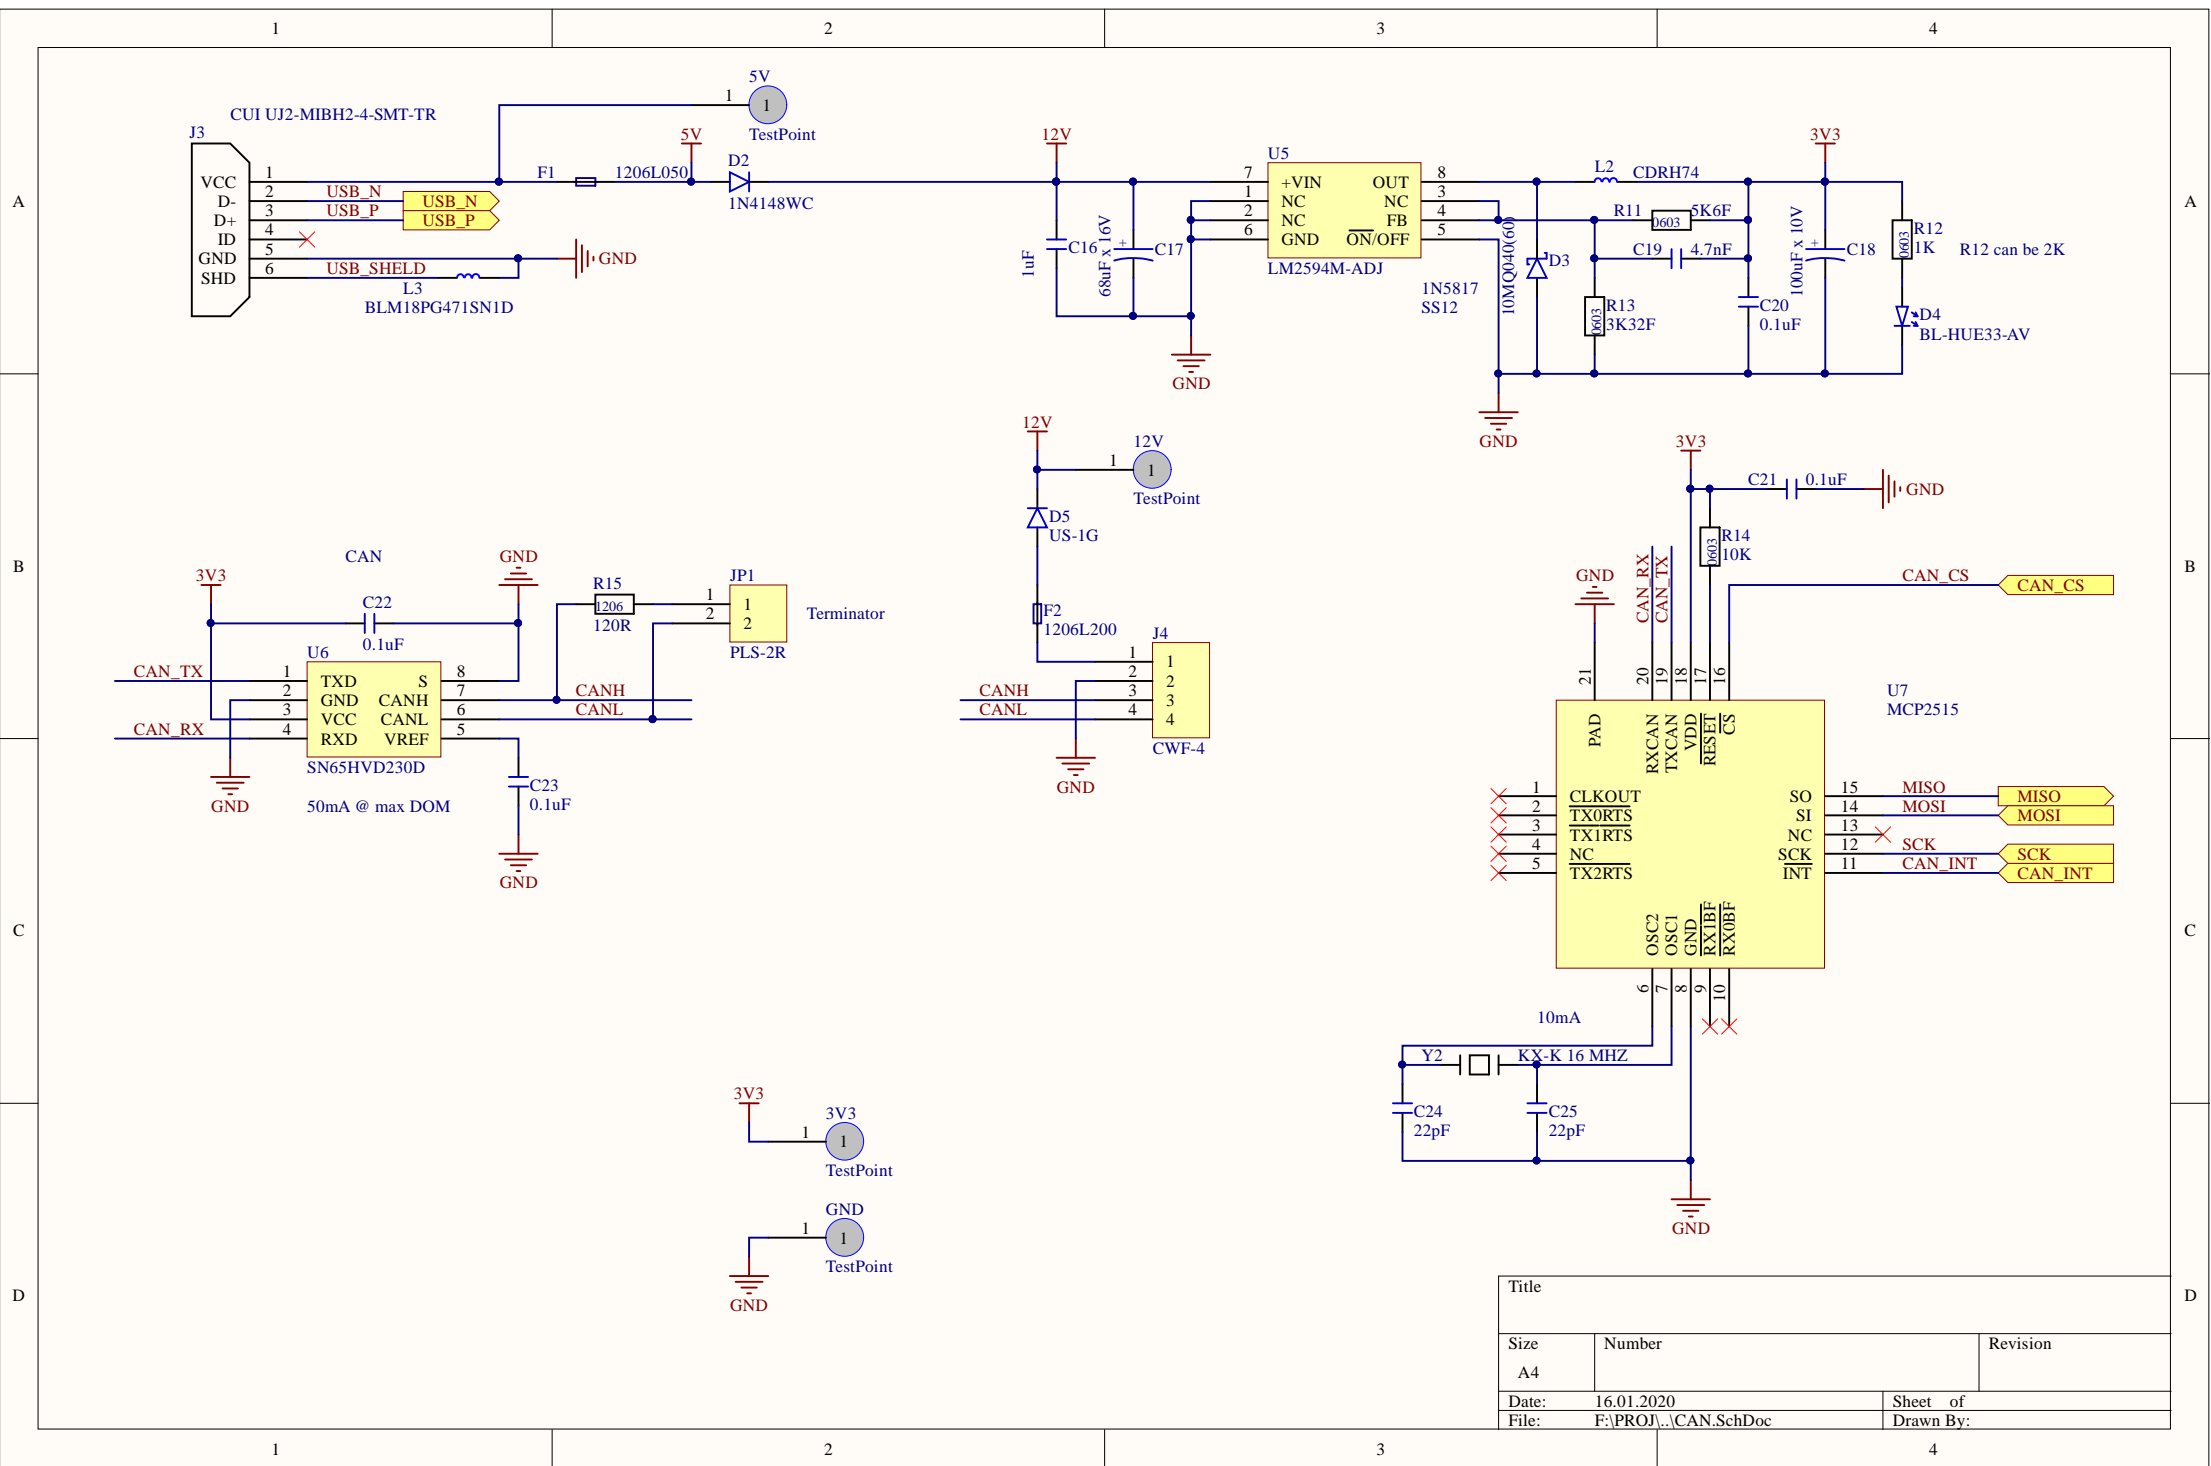 1 2 3 4
A
B
C
D
CUI UJ2-MIBH2-4-SMT-TR
J3
VCC 1
D- 2 USB_N USB_N
D+ 3 USB_P USB_P
ID 4
GND 5 GND
SHD 6 USB_SHELD
L3
BLM18PG471SN1D
5V
1 1
TestPoint
F1 1206L050
5V
D2
1N4148WC
12V
C16
1uF
68uF x 16V
+
C17
GND
U5
7 +VIN OUT 8
1 NC NC 3
2 NC FB 4
6 GND ON/OFF 5
LM2594M-ADJ
1N5817
SS12
10MQ040(60)
D3
L2 CDRH74
R11 0603 5K6F
C19 4.7nF
R13
0603
3K32F
C20
0.1uF
100uF x 10V
+
C18
3V3
R12
0603
1K
R12 can be 2K
D4
BL-HUE33-AV
GND
12V
12V
1 1
TestPoint
D5
US-1G
F2
1206L200
J4
1 1
2 2
CANH 3 3
CANL 4 4
CWF-4
GND
CAN
3V3
GND
C22
0.1uF
U6
CAN_TX 1 TXD S 8
2 GND CANH 7 CANH
3 VCC CANL 6 CANL
CAN_RX 4 RXD VREF 5
SN65HVD230D
GND
50mA @ max DOM
C23
0.1uF
GND
R15
1206
120R
JP1
1 1
2 2
PLS-2R
Terminator
3V3
C21 0.1uF GND
R14
0603
10K
GND
CAN_RX
CAN_TX
CAN_CS CAN_CS
21 20 19 18 17 16
PAD RXCAN TXCAN VDD RESET CS
U7
MCP2515
1 CLKOUT SO 15 MISO MISO
2 TX0RTS SI 14 MOSI MOSI
3 TX1RTS NC 13
4 NC SCK 12 SCK SCK
5 TX2RTS INT 11 CAN_INT CAN_INT
OSC2 OSC1 GND RX1BF RX0BF
6 7 8 9 10
10mA
Y2 KX-K 16 MHZ
C24
22pF
C25
22pF
GND
3V3
3V3
1 1
TestPoint
GND
1 1
TestPoint
GND
Title
Size Number Revision
A4
Date: 16.01.2020 Sheet of
File: F:\PROJ\..\CAN.SchDoc Drawn By:
A
B
C
D
1 2 3 4